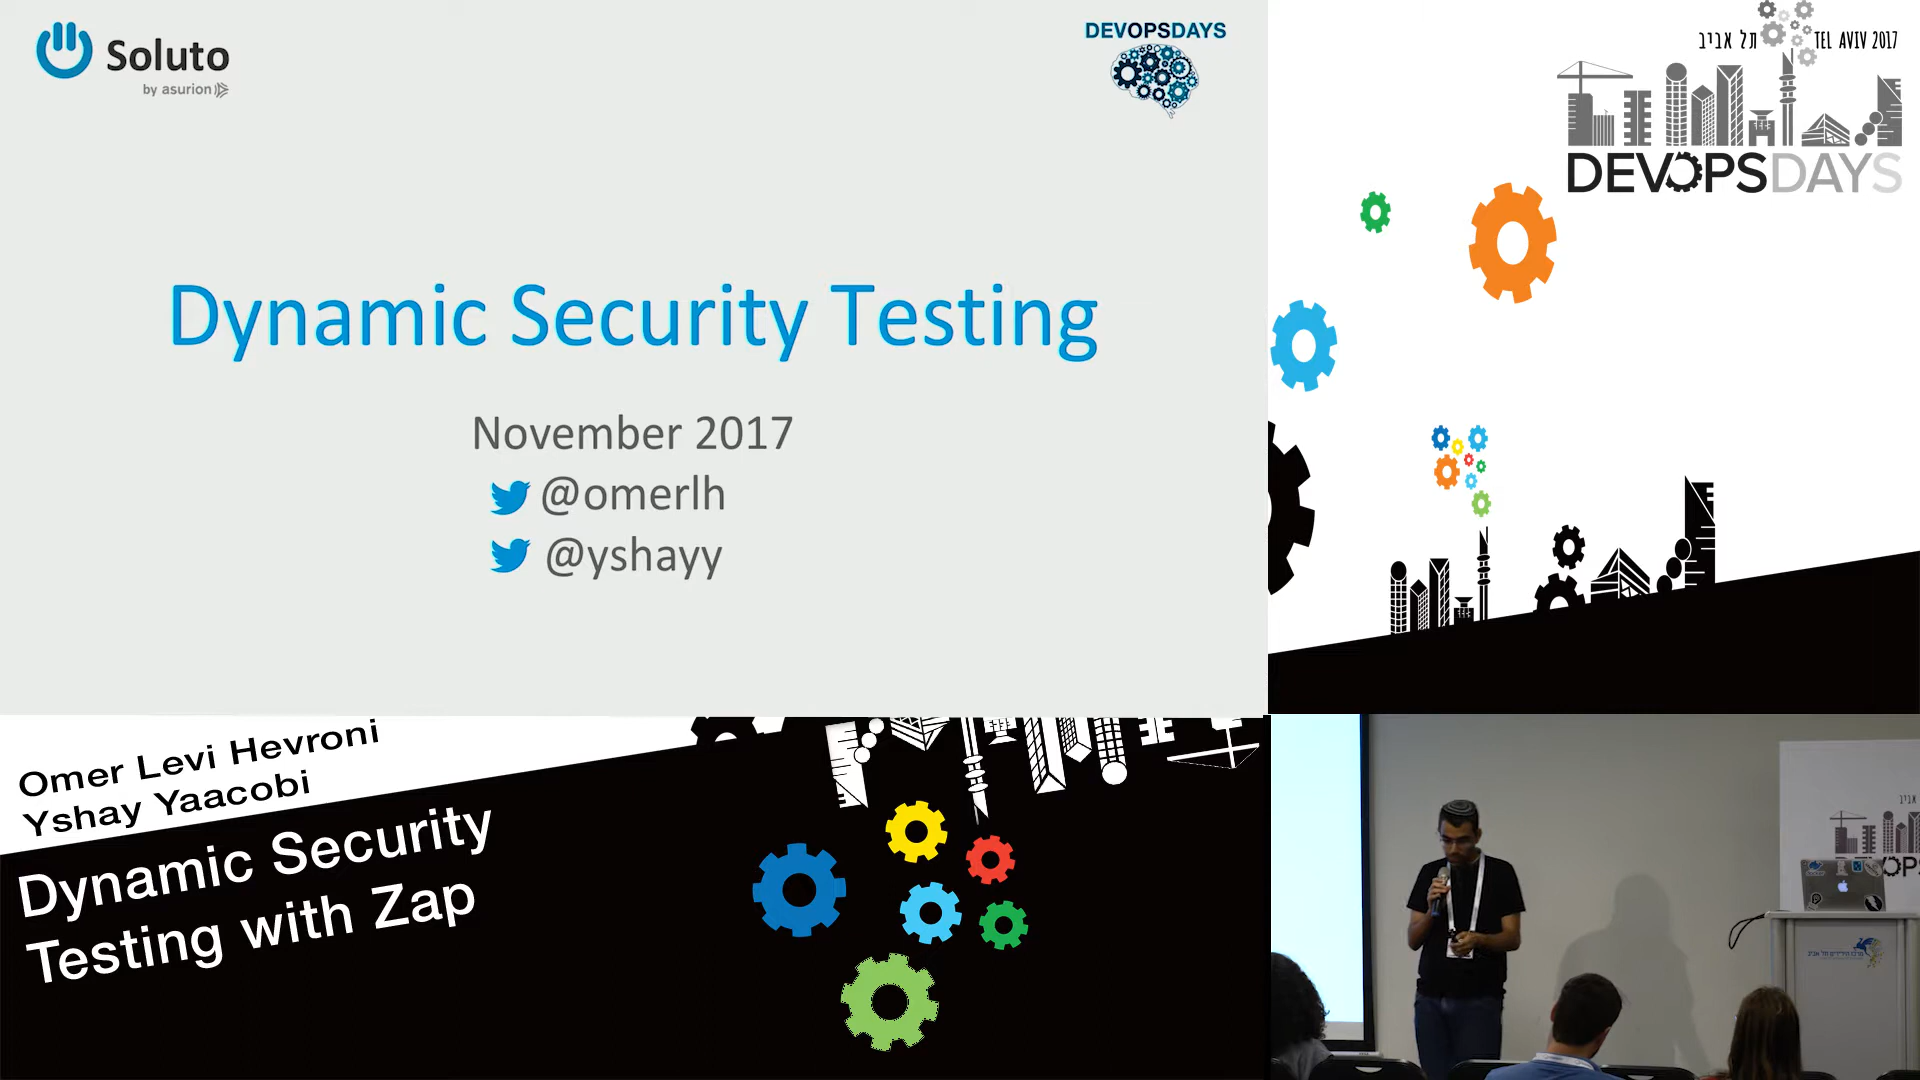 Soluto
by asurion
DEVOPSDAYS
Dynamic Security Testing
November 2017
@omerlh
@yshayy
תל אביב
TEL AVIV 2017
DEVOPSDAYS
Omer Levi Hevroni
Yshay Yaacobi
Dynamic Security
Testing with Zap
אביב